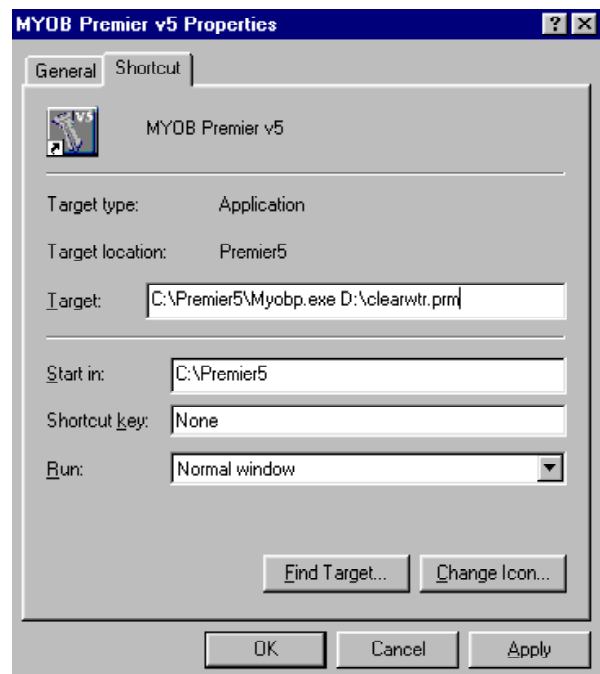 MYOB Premier v5 Properties
General Shortcut
V5
MYOB Premier v5
Target type: Application
Target location: Premier5
Target: C:\Premier5\Myobp.exe D:\clearwtr.prm
Start in: C:\Premier5
Shortcut key: None
Run: Normal window
Find Target... Change Icon...
OK Cancel Apply